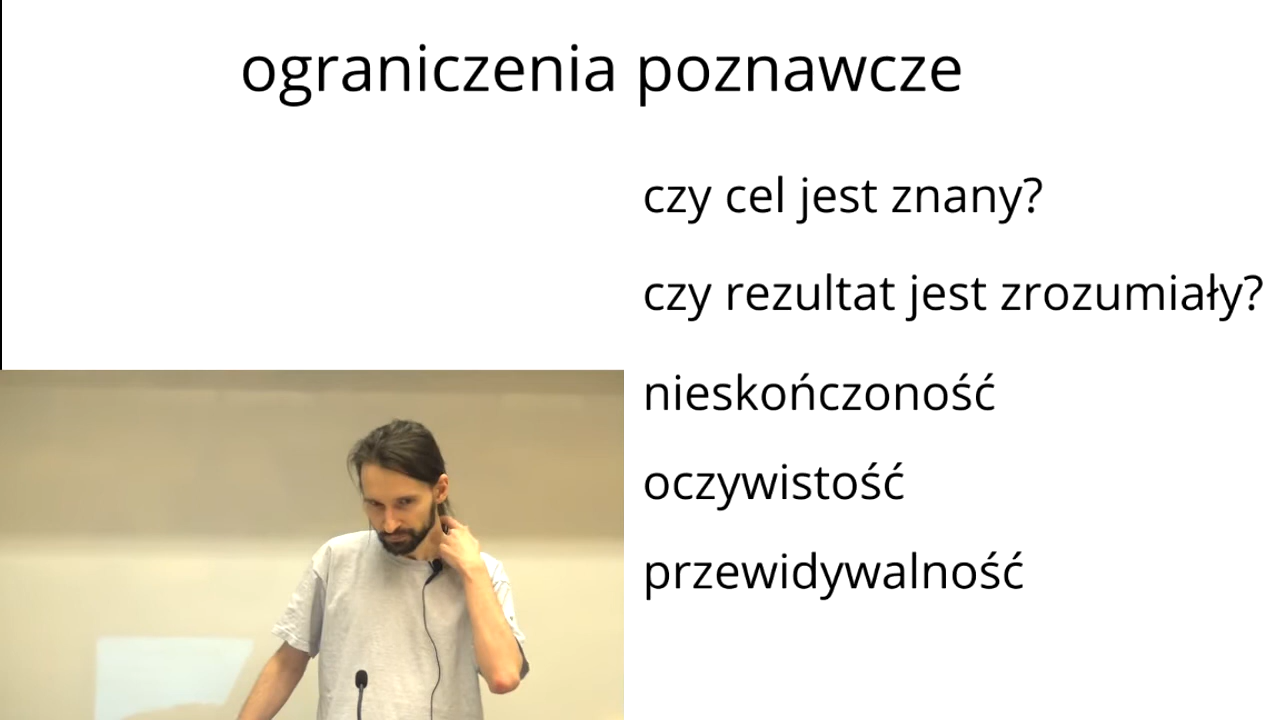 ograniczenia poznawcze
czy cel jest znany?
czy rezultat jest zrozumiały?
nieskończoność
oczywistość
przewidywalność